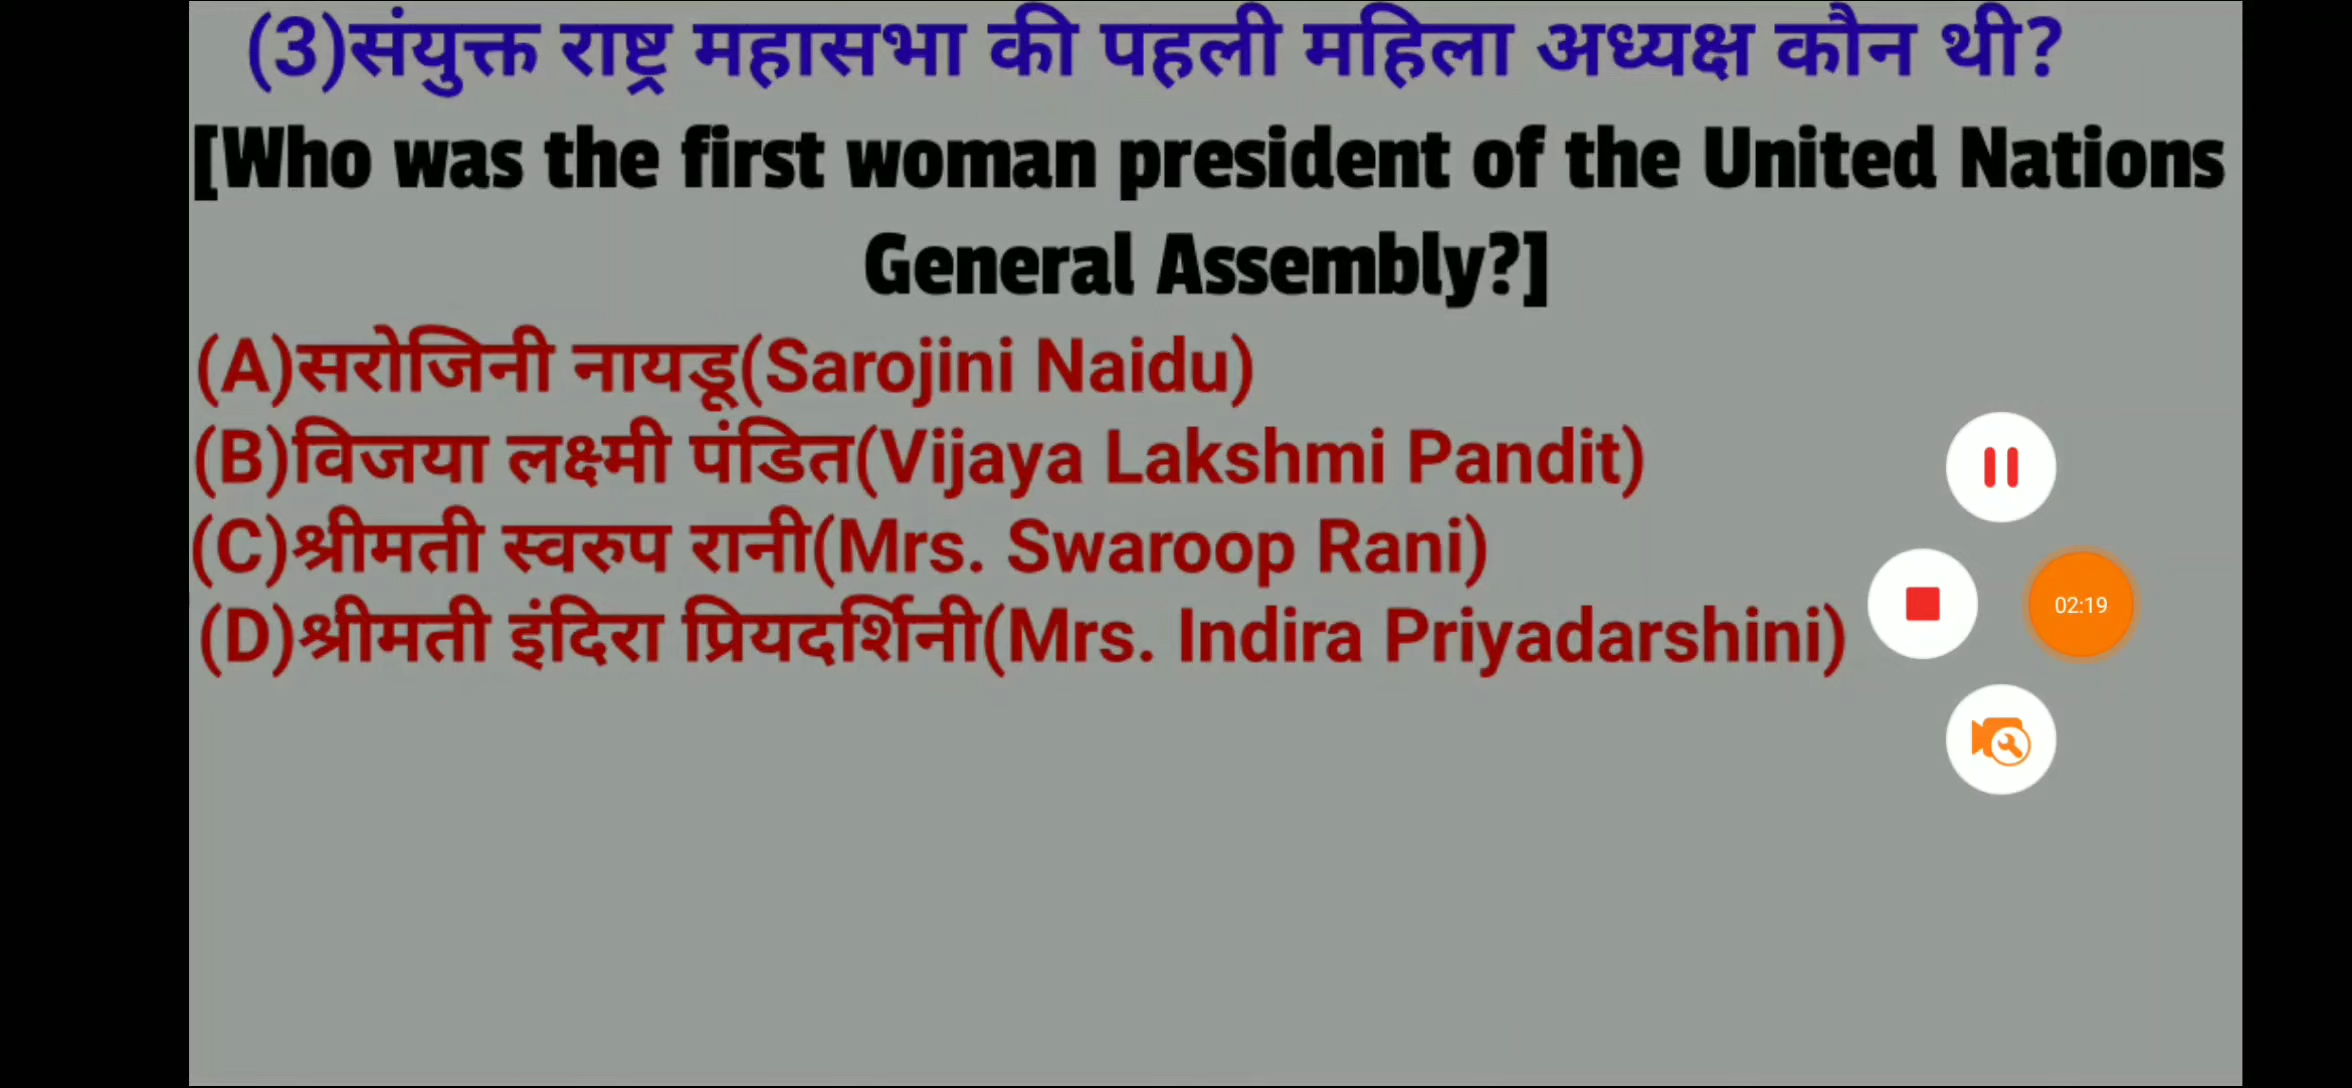 (3)संयुक्त राष्ट्र महासभा की पहली महिला अध्यक्ष कौन थी?
[Who was the first woman president of the United Nations
General Assembly?]
(A)सरोजिनी नायडू(Sarojini Naidu)
(B)विजया लक्ष्मी पंडित(Vijaya Lakshmi Pandit)
(C)श्रीमती स्वरुप रानी(Mrs. Swaroop Rani)
(D)श्रीमती इंदिरा प्रियदर्शिनी(Mrs. Indira Priyadarshini)
02:19